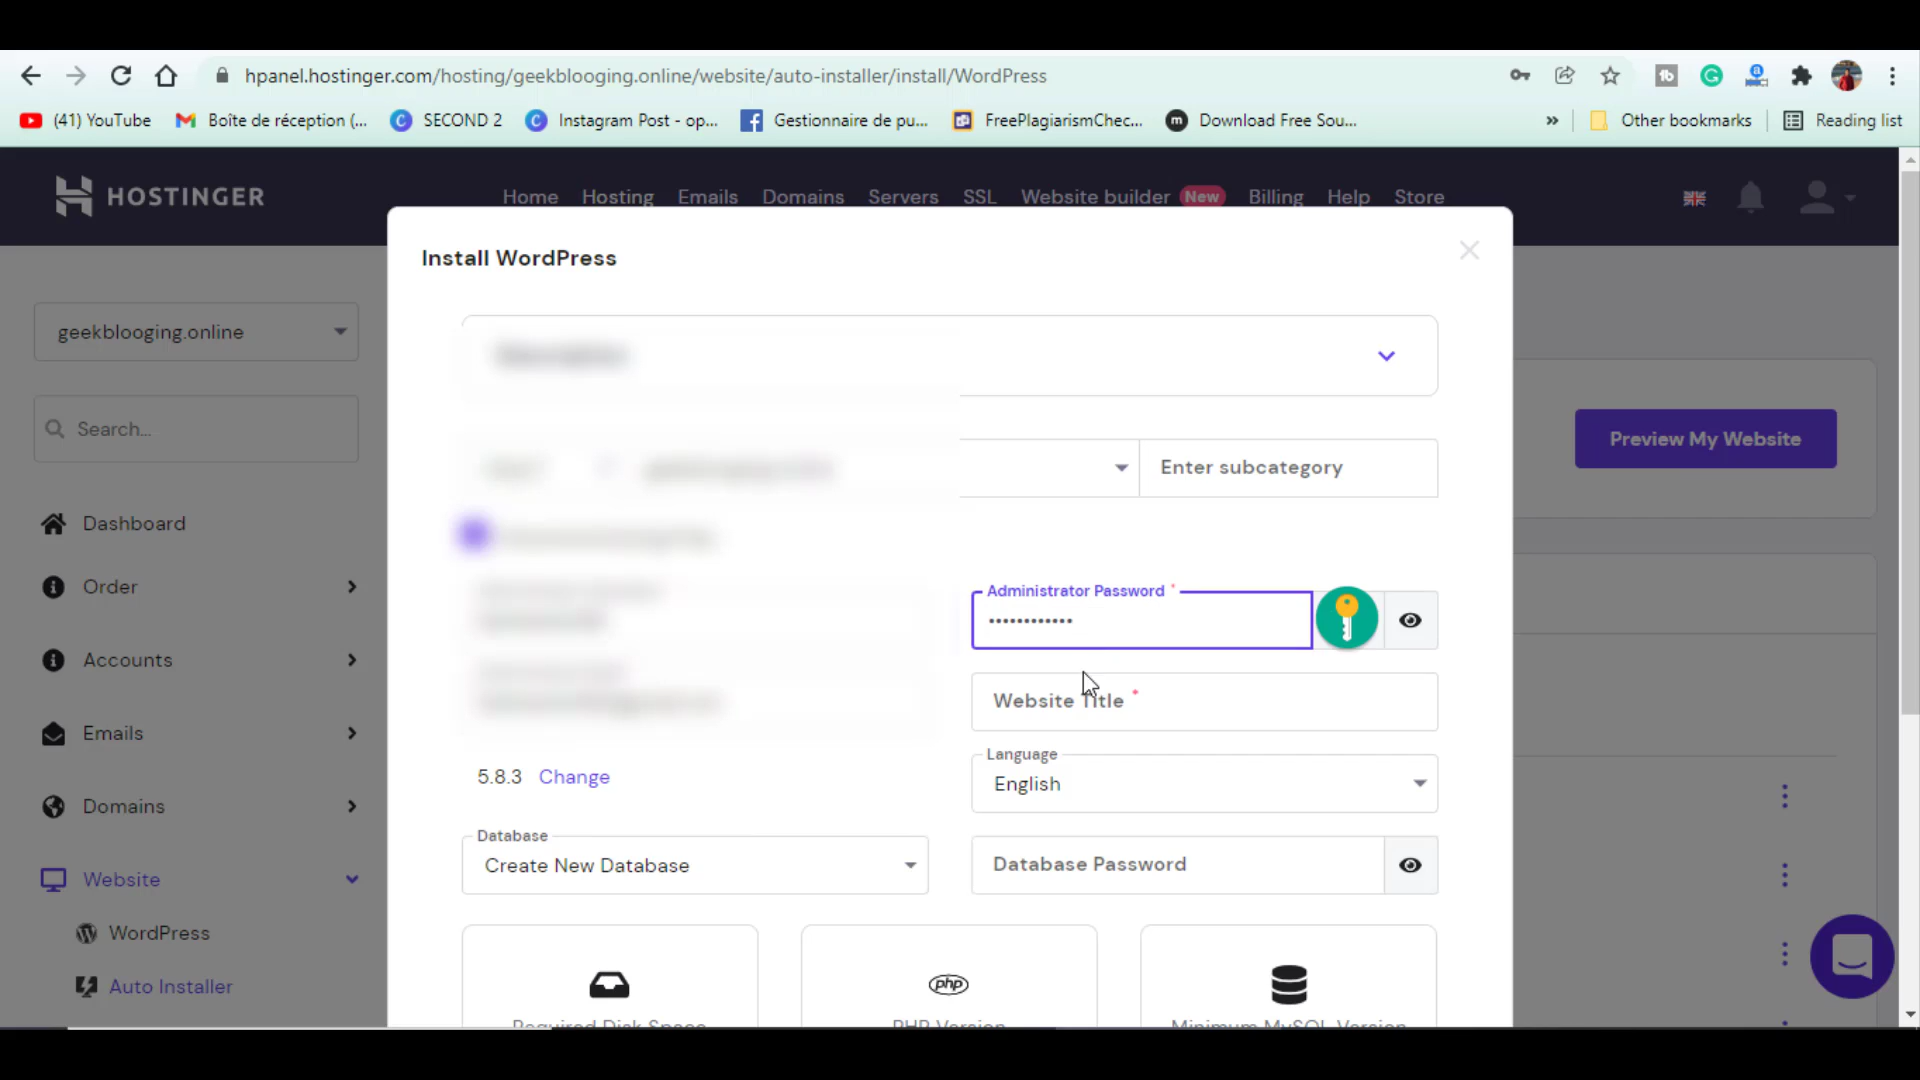 hpanel.hostinger.com/hosting/geekblooging.online/website/auto-installer/install/WordPress
(41) YouTube Boîte de réception (... SECOND 2 Instagram Post - op... Gestionnaire de pu... FreePlagiarismChec... Download Free Sou... » Other bookmarks Reading list
HOSTINGER Home Hosting Emails Domains Servers SSL Website builder New Billing Help Store
Install WordPress
geekblooging.online
Search...
Preview My Website
Enter subcategory
Dashboard
Order
Administrator Password *
••••••••••••
Accounts
Website Title *
Emails
Language
5.8.3 Change
English
Domains
Database
Create New Database
Database Password
Website
WordPress
php
Auto Installer
Required Disk Space PHP Version Minimum MySQL Version